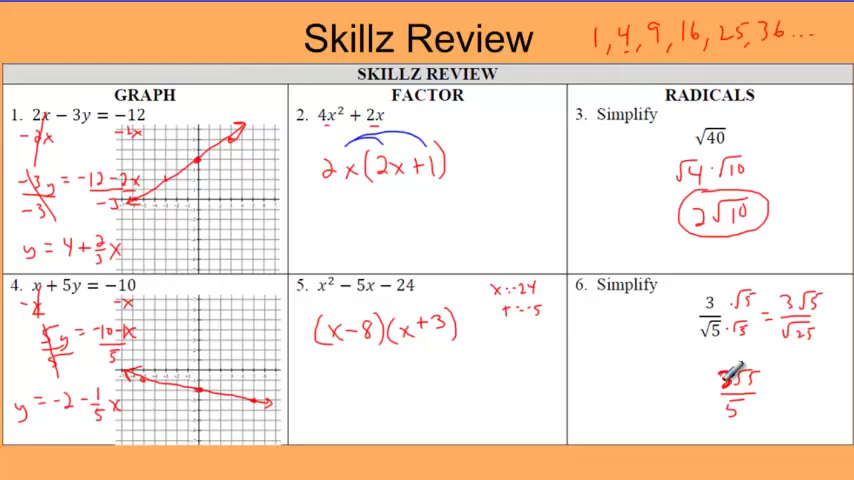 Skillz Review
1, 4, 9, 16, 25, 36 ...
SKILLZ REVIEW
GRAPH
FACTOR
RADICALS
1. 2x − 3y = −12
−2x −2x
−3y = −12−2x
−3 −3
y = 4 + 2/3 x
2. 4x² + 2x
2x(2x+1)
3. Simplify
√40
√4 · √10
2√10
4. x + 5y = −10
−x −x
5y = −10−1x
5 5
y = −2 − 1/5 x
5. x² − 5x − 24
x = −24
+ = −5
(x−8)(x+3)
6. Simplify
3/√5 · √5/√5 = 3√5/√25
3√5
5